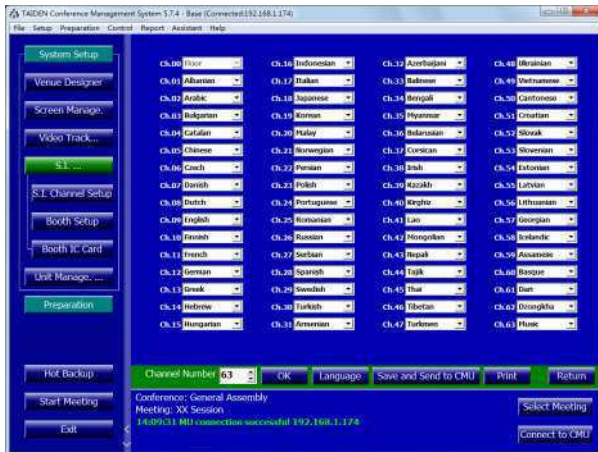 TAIDEN Conference Management System 5.7.4 - Base (Connected:192.168.1.174)
File Setup Preparation Control Report Assistant Help
System Setup
Venue Designer
Screen Manage.
Video Track...
S.I. ...
S.I. Channel Setup
Booth Setup
Booth IC Card
Unit Manage. ...
Preparation
Hot Backup
Start Meeting
Exit
Ch.00 Floor Ch.16 Indonesian Ch.32 Azerbaijani Ch.48 Ukrainian
Ch.01 Albanian Ch.17 Italian Ch.33 Balinese Ch.49 Vietnamese
Ch.02 Arabic Ch.18 Japanese Ch.34 Bengali Ch.50 Cantonese
Ch.03 Bulgarian Ch.19 Korean Ch.35 Myanmar Ch.51 Croatian
Ch.04 Catalan Ch.20 Malay Ch.36 Belarusian Ch.52 Slovak
Ch.05 Chinese Ch.21 Norwegian Ch.37 Corsican Ch.53 Slovenian
Ch.06 Czech Ch.22 Persian Ch.38 Irish Ch.54 Estonian
Ch.07 Danish Ch.23 Polish Ch.39 Kazakh Ch.55 Latvian
Ch.08 Dutch Ch.24 Portuguese Ch.40 Kirghiz Ch.56 Lithuanian
Ch.09 English Ch.25 Romanian Ch.41 Lao Ch.57 Georgian
Ch.10 Finnish Ch.26 Russian Ch.42 Mongolian Ch.58 Icelandic
Ch.11 French Ch.27 Serbian Ch.43 Nepali Ch.59 Assamese
Ch.12 German Ch.28 Spanish Ch.44 Tajik Ch.60 Basque
Ch.13 Greek Ch.29 Swedish Ch.45 Thai Ch.61 Dari
Ch.14 Hebrew Ch.30 Turkish Ch.46 Tibetan Ch.62 Dzongkha
Ch.15 Hungarian Ch.31 Armenian Ch.47 Turkmen Ch.63 Music
Channel Number 63 OK Language Save and Send to CMU Print Return
Conference: General Assembly
Meeting: XX Session
14:09:31 MU connection successful 192.168.1.174
Select Meeting
Connect to CMU